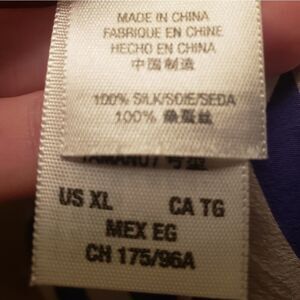 MADE IN CHINA
FABRIQUE EN CHINE
HECHO EN CHINA
中国制造
100% SILK/SOIE/SEDA
100% 桑蚕丝
US XL CA TG
MEX EG
CH 175/96A